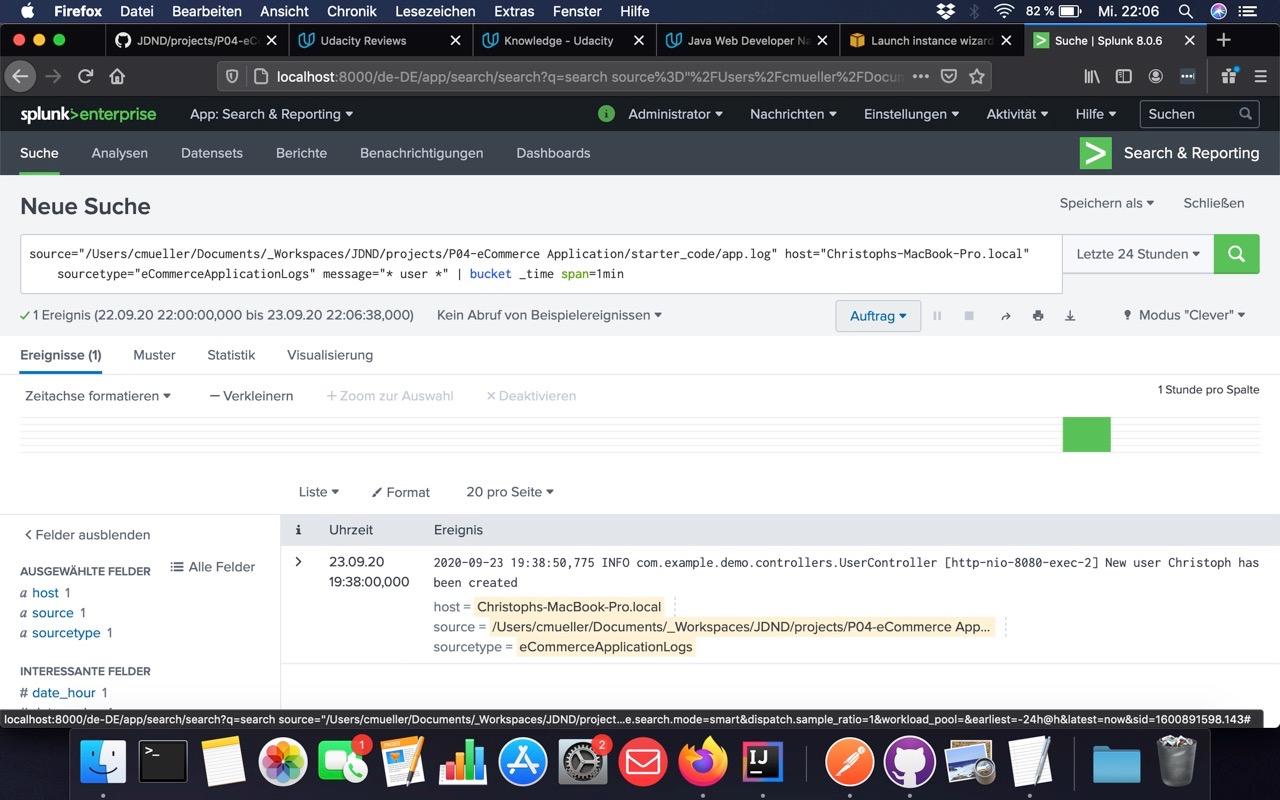 Firefox Datei Bearbeiten Ansicht Chronik Lesezeichen Extras Fenster Hilfe 82 % Mi. 22:06
JDND/projects/P04-eC Udacity Reviews Knowledge - Udacity Java Web Developer Na Launch instance wizard Suche | Splunk 8.0.6
localhost:8000/de-DE/app/search/search?q=search source%3D"%2FUsers%2Fcmueller%2FDocun
splunk>enterprise App: Search & Reporting i Administrator Nachrichten Einstellungen Aktivität Hilfe Suchen
Suche Analysen Datensets Berichte Benachrichtigungen Dashboards > Search & Reporting
Neue Suche Speichern als Schließen
source="/Users/cmueller/Documents/_Workspaces/JDND/projects/P04-eCommerce Application/starter_code/app.log" host="Christophs-MacBook-Pro.local"
sourcetype="eCommerceApplicationLogs" message="* user *" | bucket _time span=1min
Letzte 24 Stunden
1 Ereignis (22.09.20 22:00:00,000 bis 23.09.20 22:06:38,000) Kein Abruf von Beispielereignissen Auftrag Modus "Clever"
Ereignisse (1) Muster Statistik Visualisierung
Zeitachse formatieren — Verkleinern + Zoom zur Auswahl × Deaktivieren 1 Stunde pro Spalte
Liste Format 20 pro Seite
< Felder ausblenden
i Uhrzeit Ereignis
AUSGEWÄHLTE FELDER Alle Felder
a host 1
a source 1
a sourcetype 1
INTERESSANTE FELDER
# date_hour 1
> 23.09.20 2020-09-23 19:38:50,775 INFO com.example.demo.controllers.UserController [http-nio-8080-exec-2] New user Christoph has
19:38:00,000 been created
host = Christophs-MacBook-Pro.local
source = /Users/cmueller/Documents/_Workspaces/JDND/projects/P04-eCommerce App...
sourcetype = eCommerceApplicationLogs
localhost:8000/de-DE/app/search/search?q=search source="/Users/cmueller/Documents/_Workspaces/JDND/project…e.search.mode=smart&dispatch.sample_ratio=1&workload_pool=&earliest=-24h@h&latest=now&sid=1600891598.143#
>_ 1 PAGES 2 IJ